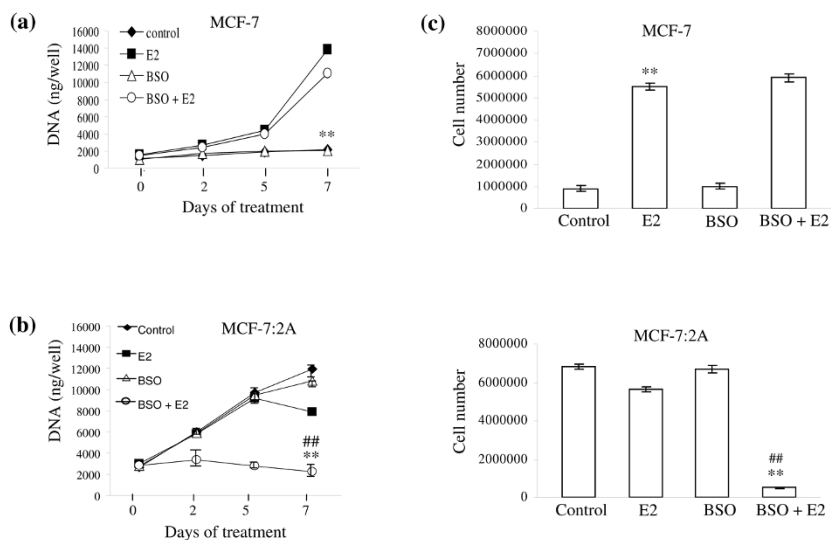 (a)
MCF-7
DNA (ng/well)
16000
14000
12000
10000
8000
6000
4000
2000
0
control
E2
BSO
BSO + E2
**
0 2 5 7
Days of treatment
(c)
MCF-7
Cell number
8000000
7000000
6000000
5000000
4000000
3000000
2000000
1000000
0
**
Control E2 BSO BSO + E2
(b)
MCF-7:2A
DNA (ng/well)
16000
14000
12000
10000
8000
6000
4000
2000
0
Control
E2
BSO
BSO + E2
##
**
0 2 5 7
Days of treatment
MCF-7:2A
Cell number
8000000
6000000
4000000
2000000
0
##
**
Control E2 BSO BSO + E2